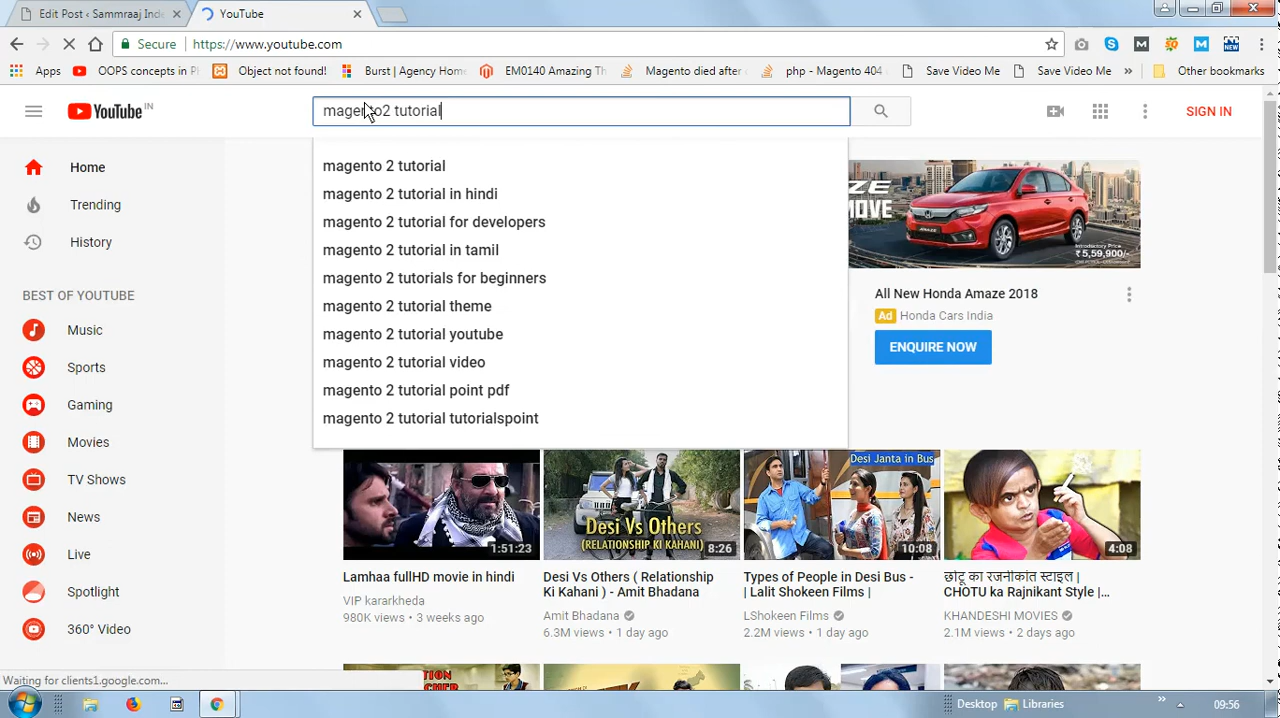 Edit Post ‹ Sammraaj Inde
YouTube
Secure
https://www.youtube.com
Apps
OOPS concepts in P
Object not found!
Burst | Agency Home
EM0140 Amazing Th
Magento died after
php - Magento 404
Save Video Me
Save Video Me
»
Other bookmarks
YouTube IN
magento2 tutorial
SIGN IN
Home
Trending
History
BEST OF YOUTUBE
Music
Sports
Gaming
Movies
TV Shows
News
Live
Spotlight
360° Video
magento 2 tutorial
magento 2 tutorial in hindi
magento 2 tutorial for developers
magento 2 tutorial in tamil
magento 2 tutorials for beginners
magento 2 tutorial theme
magento 2 tutorial youtube
magento 2 tutorial video
magento 2 tutorial point pdf
magento 2 tutorial tutorialspoint
MOVE
Introductory Price
₹ 5,59,900/-
All New Honda Amaze 2018
Ad Honda Cars India
ENQUIRE NOW
1:51:23
Desi Vs Others
(RELATIONSHIP KI KAHANI)
8:26
Desi Janta in Bus
10:08
4:08
Lamhaa fullHD movie in hindi
VIP kararkheda
980K views • 3 weeks ago
Desi Vs Others ( Relationship
Ki Kahani ) - Amit Bhadana
Amit Bhadana
6.3M views • 1 day ago
Types of People in Desi Bus -
| Lalit Shokeen Films |
LShokeen Films
2.2M views • 1 day ago
छोटू का रजनीकांत स्टाइल |
CHOTU ka Rajnikant Style |...
KHANDESHI MOVIES
2.1M views • 2 days ago
Waiting for clients1.google.com...
Desktop
Libraries
»
09:56